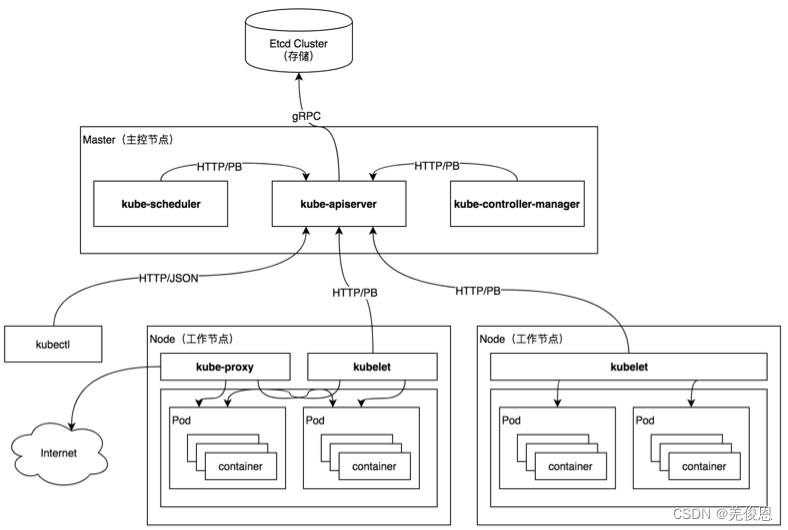 Etcd Cluster
（存储）
gRPC
Master（主控节点）
HTTP/PB
HTTP/PB
kube-scheduler
kube-apiserver
kube-controller-manager
HTTP/JSON
HTTP/PB
HTTP/PB
kubectl
Node（工作节点）
Node（工作节点）
kube-proxy
kubelet
kubelet
Pod
Pod
Pod
Pod
Internet
container
container
container
container
CSDN @羌俊恩